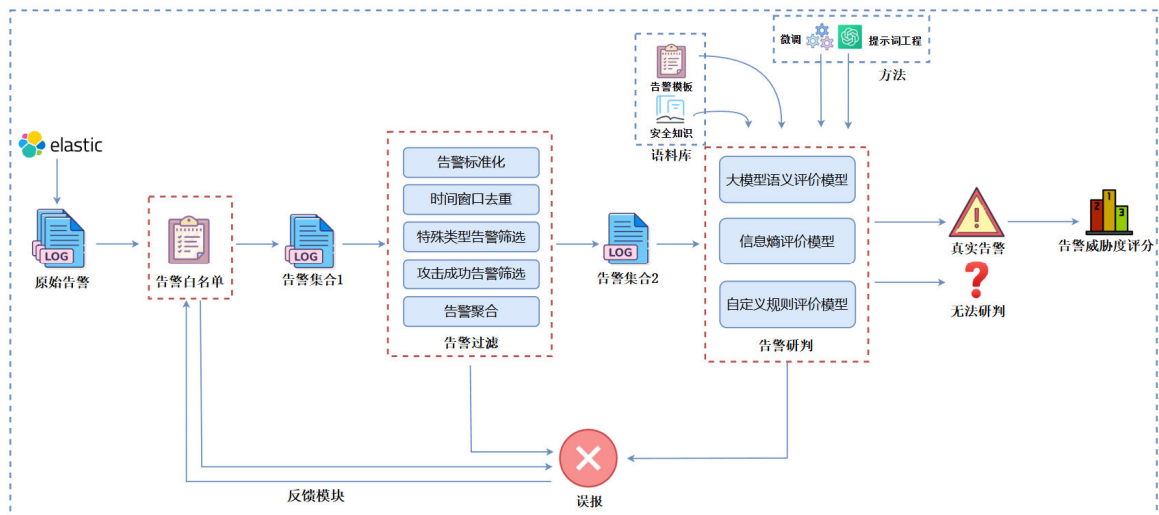 微调
提示词工程
方法
告警模板
安全知识
语料库
elastic
告警标准化
时间窗口去重
特殊类型告警筛选
攻击成功告警筛选
告警聚合
告警过滤
大模型语义评价模型
信息熵评价模型
自定义规则评价模型
告警研判
LOG
原始告警
告警白名单
LOG
告警集合1
LOG
告警集合2
真实告警
无法研判
1
2
3
告警威胁度评分
反馈模块
误报